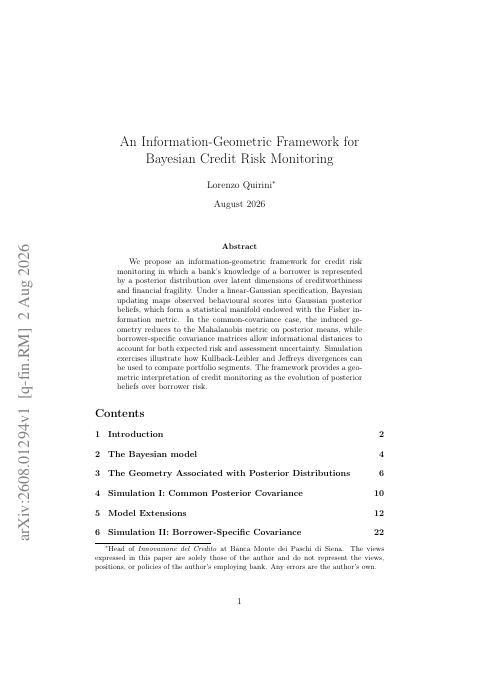 An Information-Geometric Framework for
Bayesian Credit Risk Monitoring
Lorenzo Quirini*
August 2026
Abstract
We propose an information-geometric framework for credit risk
monitoring in which a bank's knowledge of a borrower is represented
by a posterior distribution over latent dimensions of creditworthiness
and financial fragility. Under a linear-Gaussian specification, Bayesian
updating maps observed behavioural scores into Gaussian posterior
beliefs, which form a statistical manifold endowed with the Fisher in-
formation metric. In the common-covariance case, the induced ge-
ometry reduces to the Mahalanobis metric on posterior means, while
borrower-specific covariance matrices allow informational distances to
account for both expected risk and assessment uncertainty. Simulation
exercises illustrate how Kullback-Leibler and Jeffreys divergences can
be used to compare portfolio segments. The framework provides a geo-
metric interpretation of credit monitoring as the evolution of posterior
beliefs over borrower risk.
Contents
1 Introduction 2
2 The Bayesian model 4
3 The Geometry Associated with Posterior Distributions 6
4 Simulation I: Common Posterior Covariance 10
5 Model Extensions 12
6 Simulation II: Borrower-Specific Covariance 22
*Head of Innovazione del Credito at Banca Monte dei Paschi di Siena. The views
expressed in this paper are solely those of the author and do not represent the views,
positions, or policies of the author's employing bank. Any errors are the author's own.
1
arXiv:2608.01294v1 [q-fin.RM] 2 Aug 2026